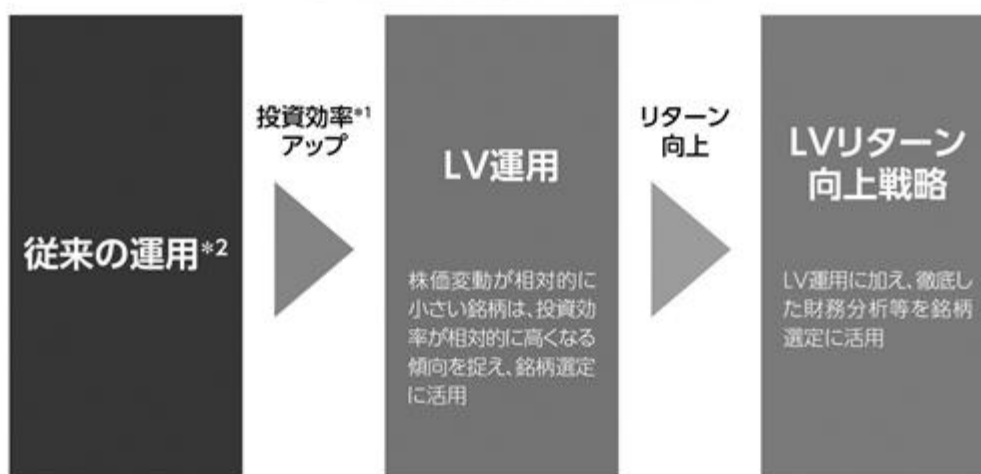 従来の運用*2
投資効率*1
アップ
LV運用
株価変動が相対的に
小さい銘柄は、投資効
率が相対的に高くなる
傾向を捉え、銘柄選定
に活用
リターン
向上
LVリターン
向上戦略
LV運用に加え、徹底し
た財務分析等を銘柄
選定に活用